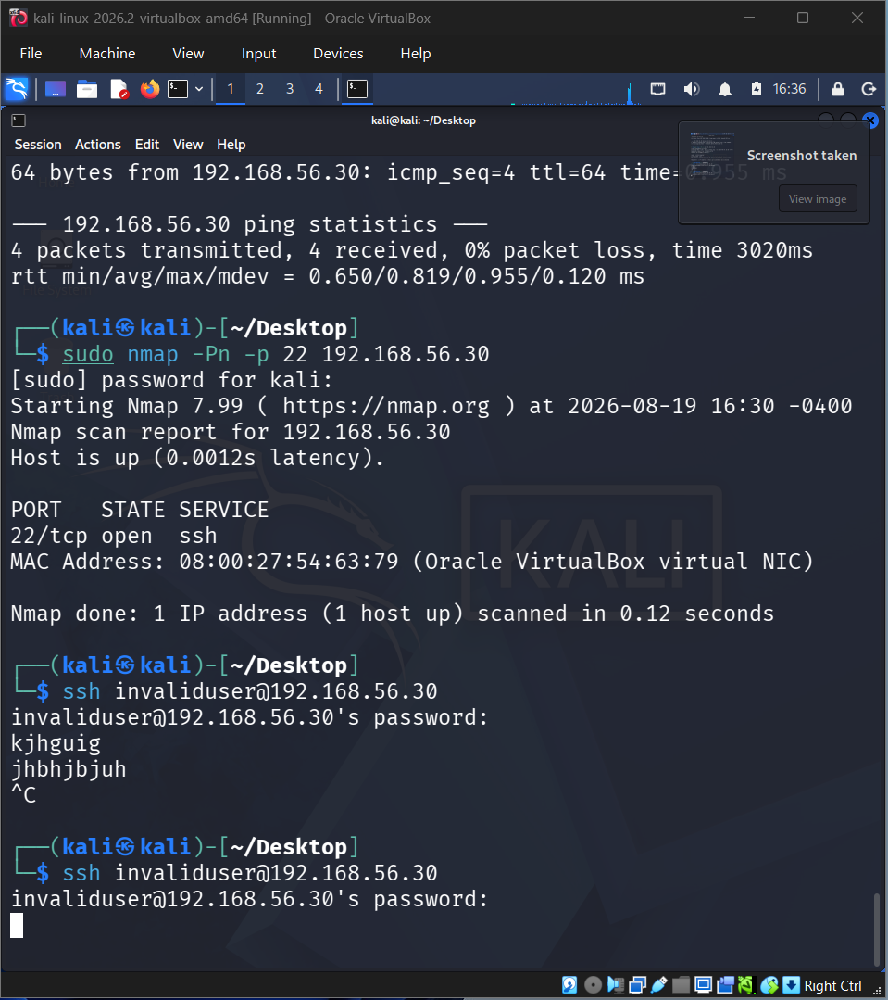 kali-linux-2026.2-virtualbox-amd64 [Running] - Oracle VirtualBox
File Machine View Input Devices Help
1 2 3 4 16:36
kali@kali: ~/Desktop
Session Actions Edit View Help
Screenshot taken
View image
64 bytes from 192.168.56.30: icmp_seq=4 ttl=64 time=0.955 ms
--- 192.168.56.30 ping statistics ---
4 packets transmitted, 4 received, 0% packet loss, time 3020ms
rtt min/avg/max/mdev = 0.650/0.819/0.955/0.120 ms
File System
┌──(kali㉿kali)-[~/Desktop]
└─$ sudo nmap -Pn -p 22 192.168.56.30
[sudo] password for kali:
Starting Nmap 7.99 ( https://nmap.org ) at 2026-08-19 16:30 -0400
Nmap scan report for 192.168.56.30
Host is up (0.0012s latency).
PORT   STATE SERVICE
22/tcp open  ssh
MAC Address: 08:00:27:54:63:79 (Oracle VirtualBox virtual NIC)
KALI
Nmap done: 1 IP address (1 host up) scanned in 0.12 seconds
┌──(kali㉿kali)-[~/Desktop]
└─$ ssh invaliduser@192.168.56.30
invaliduser@192.168.56.30's password:
kjhguig
jhbhjbjuh
^C
┌──(kali㉿kali)-[~/Desktop]
└─$ ssh invaliduser@192.168.56.30
invaliduser@192.168.56.30's password:
Right Ctrl